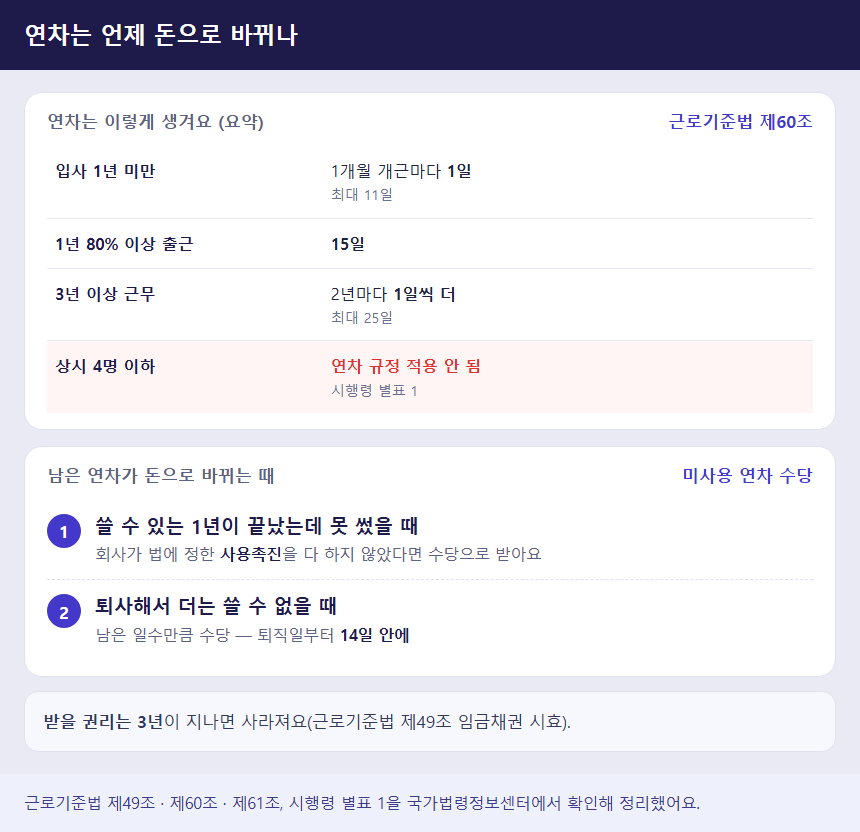 연차는 언제 돈으로 바뀌나
연차는 이렇게 생겨요 (요약)
근로기준법 제60조
입사 1년 미만
1개월 개근마다 1일
최대 11일
1년 80% 이상 출근
15일
3년 이상 근무
2년마다 1일씩 더
최대 25일
상시 4명 이하
연차 규정 적용 안 됨
시행령 별표 1
남은 연차가 돈으로 바뀌는 때
미사용 연차 수당
1
쓸 수 있는 1년이 끝났는데 못 썼을 때
회사가 법에 정한 사용촉진을 다 하지 않았다면 수당으로 받아요
2
퇴사해서 더는 쓸 수 없을 때
남은 일수만큼 수당 — 퇴직일부터 14일 안에
받을 권리는 3년이 지나면 사라져요(근로기준법 제49조 임금채권 시효).
근로기준법 제49조 · 제60조 · 제61조, 시행령 별표 1을 국가법령정보센터에서 확인해 정리했어요.